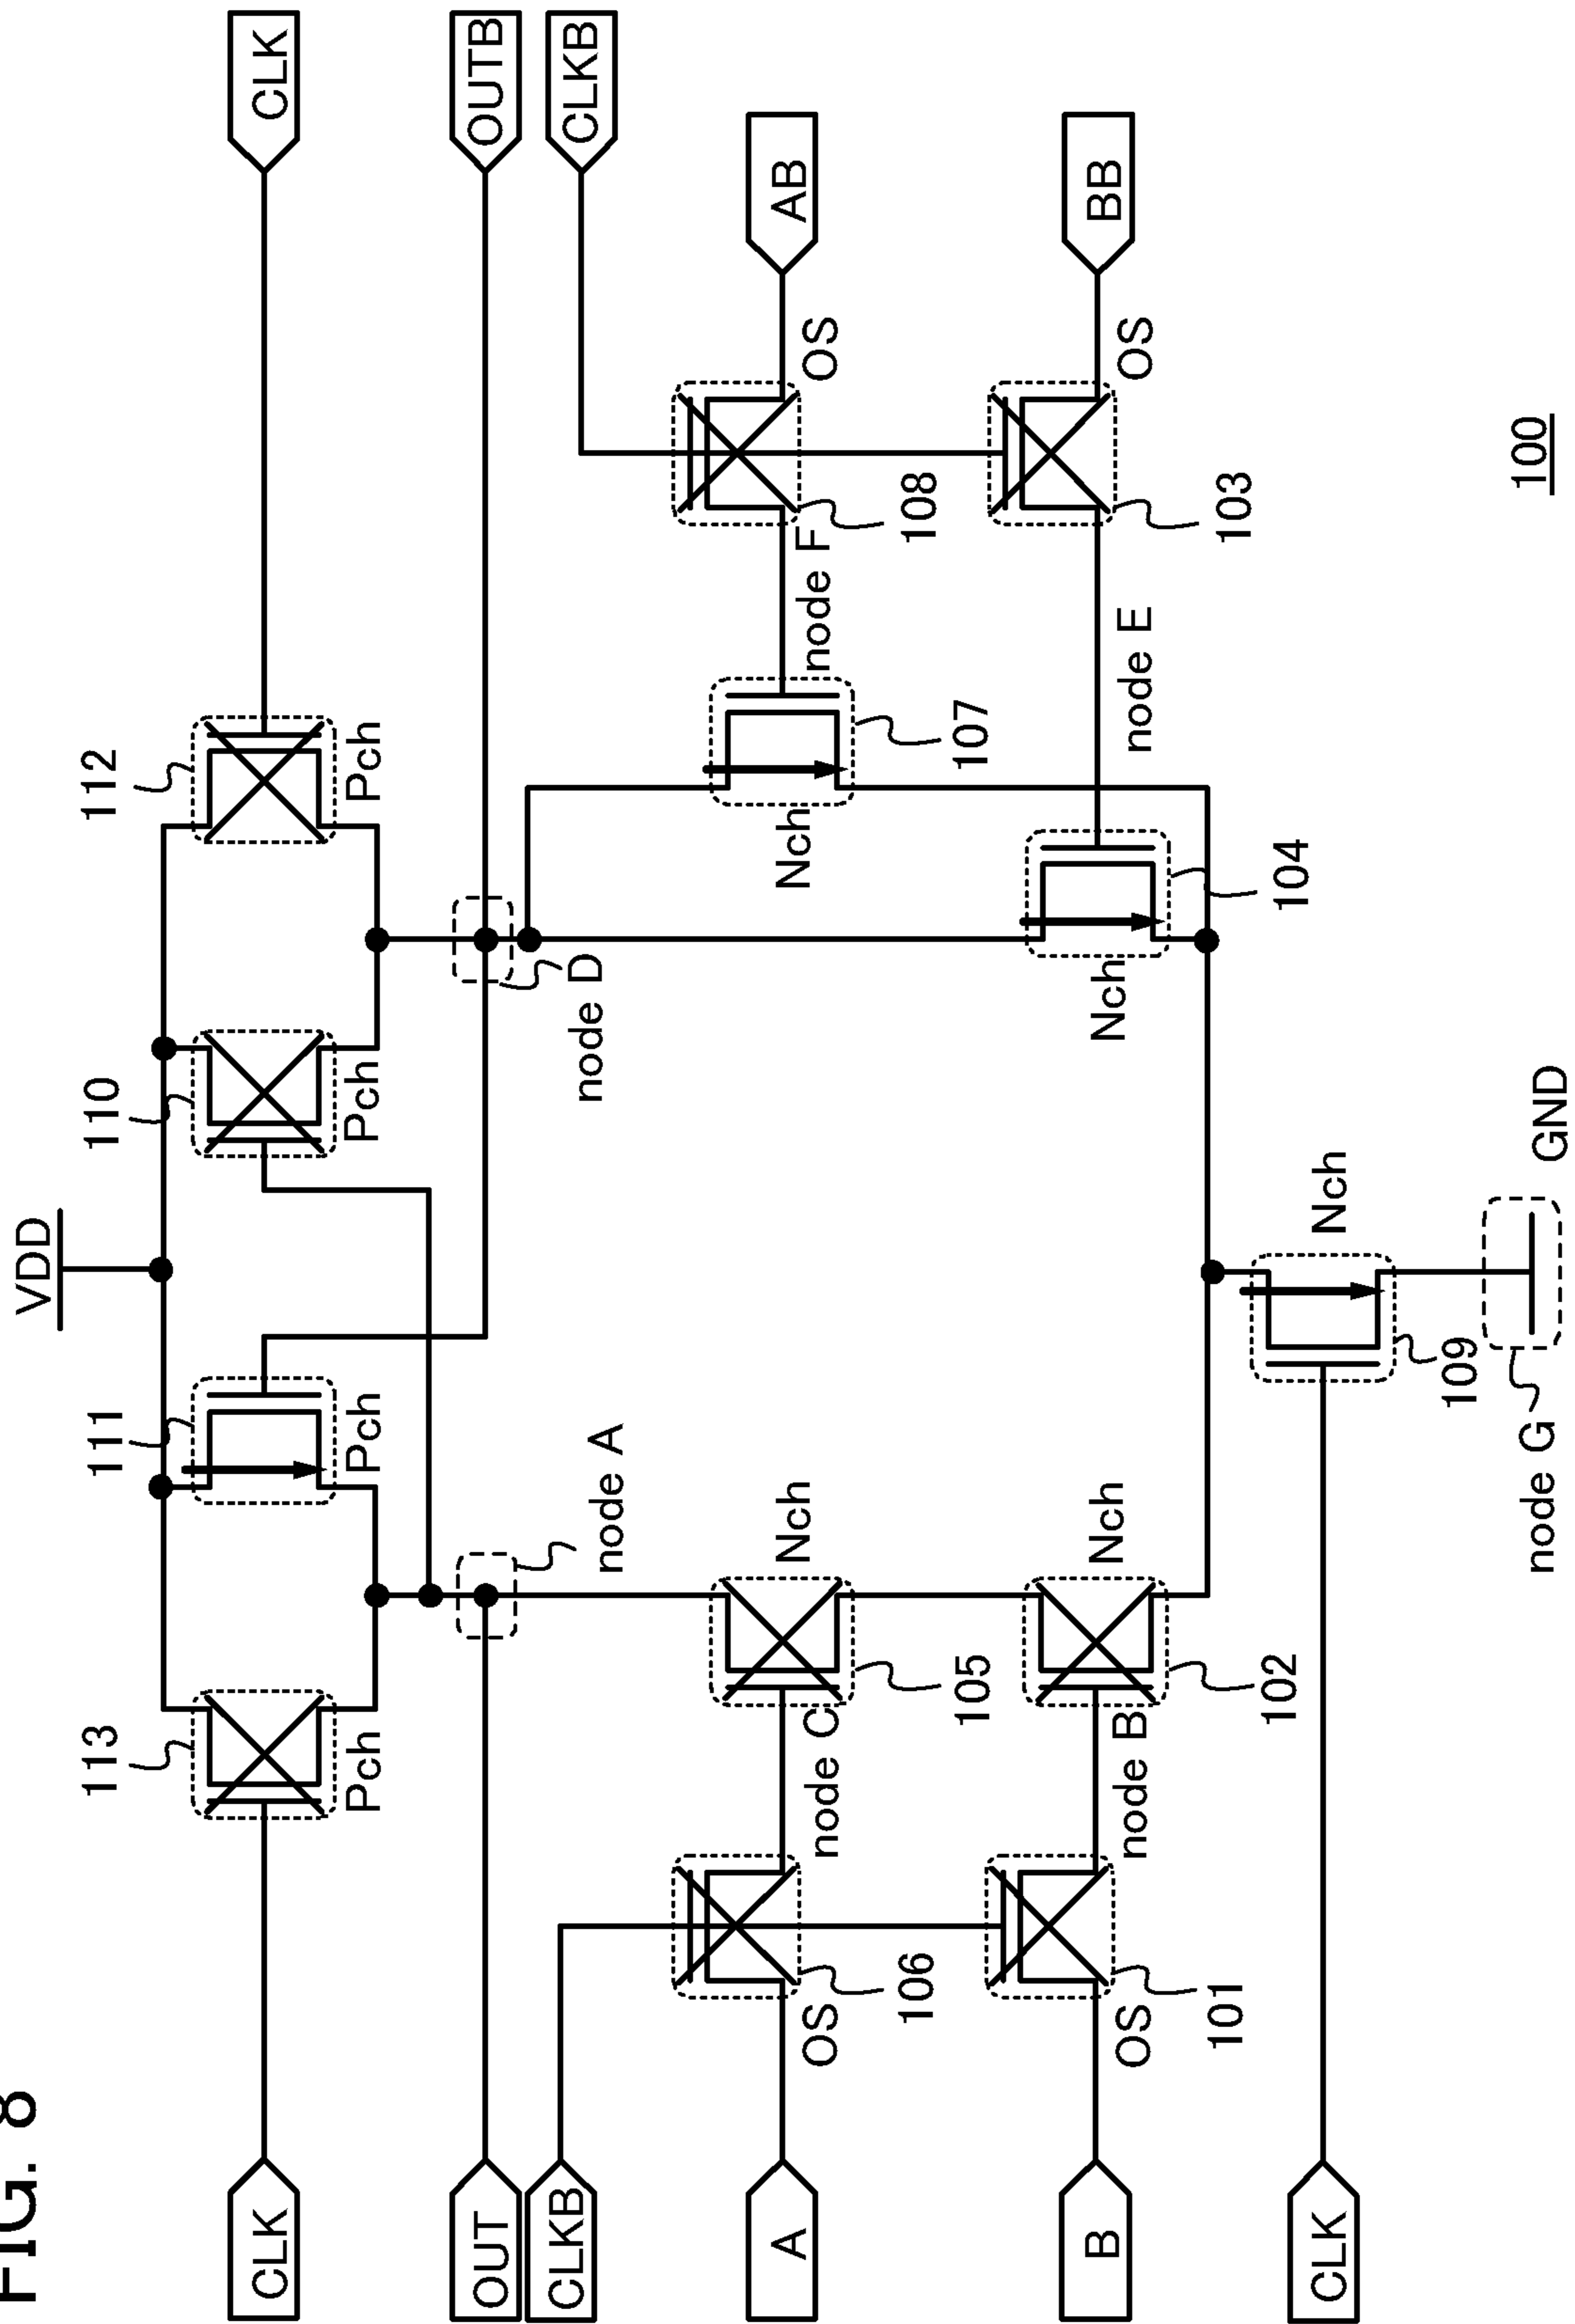 FIG. 8
VDD
113
111
110
112
CLK
Pch
Pch
Pch
Pch
CLK
OUT
node A
node D
OUTB
CLKB
CLKB
A
OS
106
node C
105
Nch
Nch
107
node F
108
OS
AB
B
OS
101
node B
102
Nch
Nch
104
node E
103
OS
BB
CLK
109
Nch
node G
GND
100